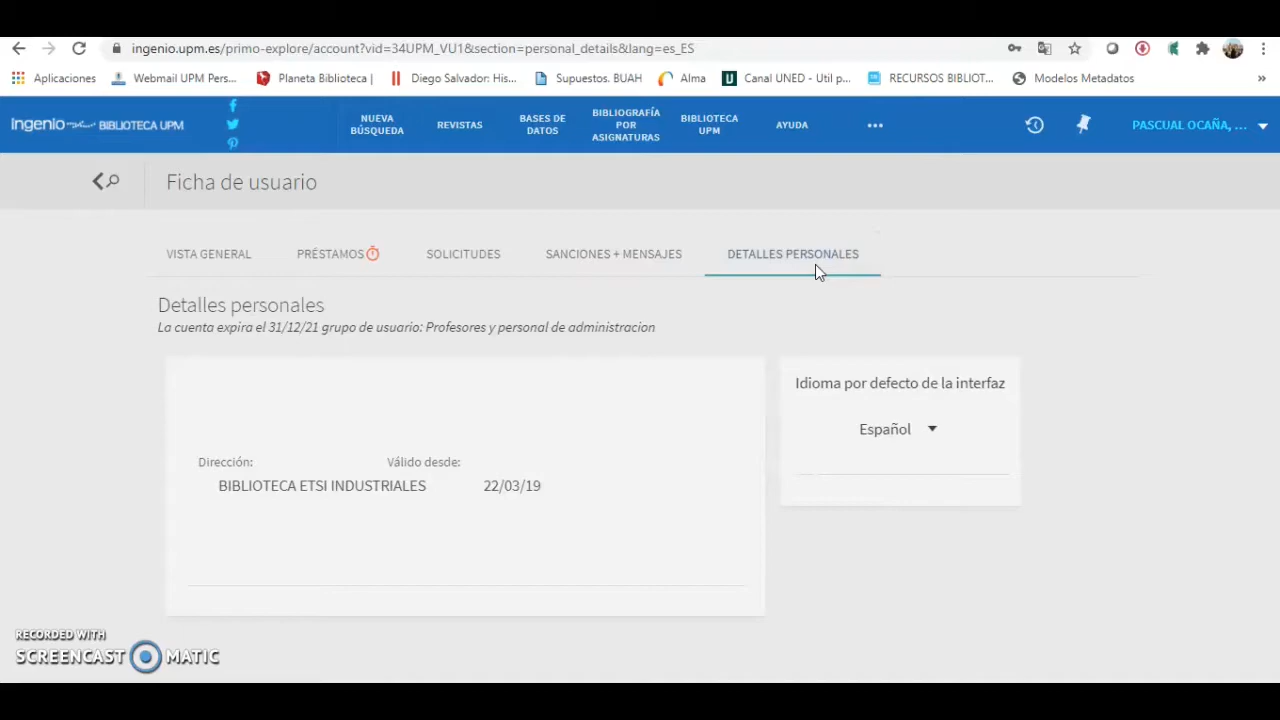 ingenio.upm.es/primo-explore/account?vid=34UPM_VU1&section=personal_details&lang=es_ES
Aplicaciones
Webmail UPM Pers...
Planeta Biblioteca |
Diego Salvador: His...
Supuestos. BUAH
Alma
Canal UNED - Util p...
RECURSOS BIBLIOT...
Modelos Metadatos
»
ingenio
BIBLIOTECA UPM
NUEVA
BÚSQUEDA
REVISTAS
BASES DE
DATOS
BIBLIOGRAFÍA
POR
ASIGNATURAS
BIBLIOTECA
UPM
AYUDA
PASCUAL OCAÑA, ...
Ficha de usuario
VISTA GENERAL
PRÉSTAMOS
SOLICITUDES
SANCIONES + MENSAJES
DETALLES PERSONALES
Detalles personales
La cuenta expira el 31/12/21 grupo de usuario: Profesores y personal de administracion
Dirección:
Válido desde:
BIBLIOTECA ETSI INDUSTRIALES
22/03/19
Idioma por defecto de la interfaz
Español
RECORDED WITH
SCREENCAST MATIC